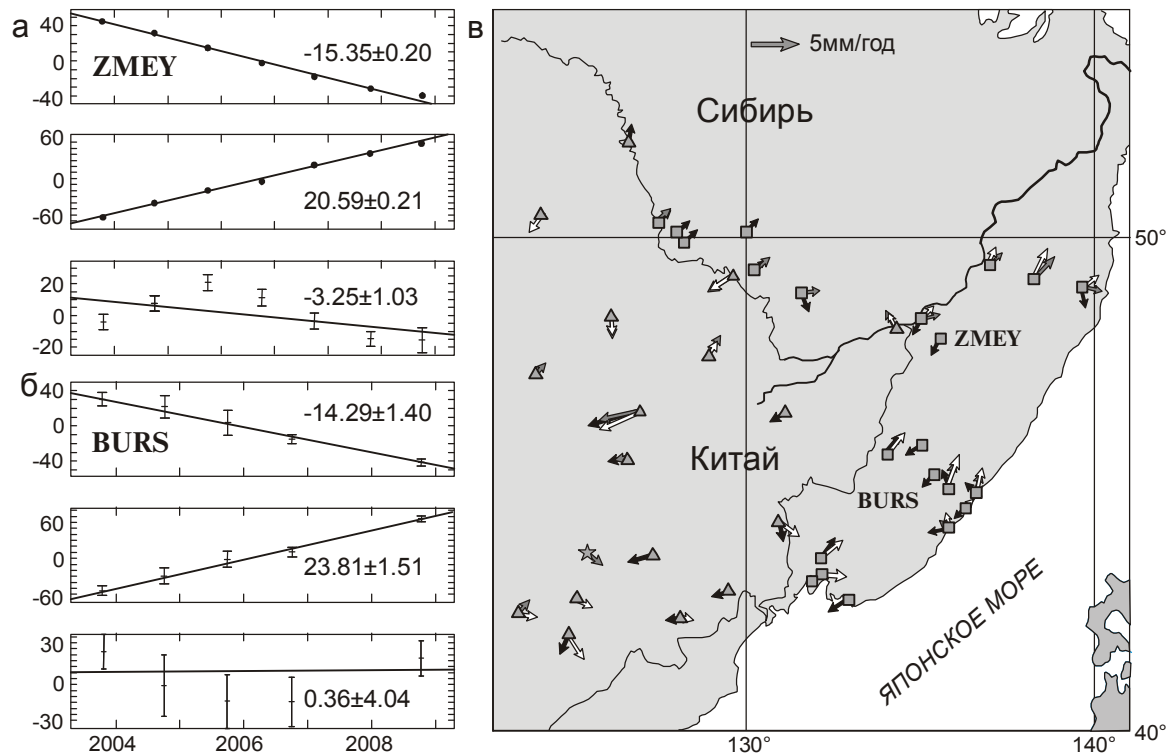 а
40
0
-40
ZMEY
-15.35±0.20
60
0
-60
20.59±0.21
20
0
-20
-3.25±1.03
б
40
0
-40
BURS
-14.29±1.40
60
0
-60
23.81±1.51
30
0
-30
0.36±4.04
2004 2006 2008
в
5мм/год
Сибирь
50°
ZMEY
Китай
BURS
ЯПОНСКОЕ МОРЕ
130° 140° 40°